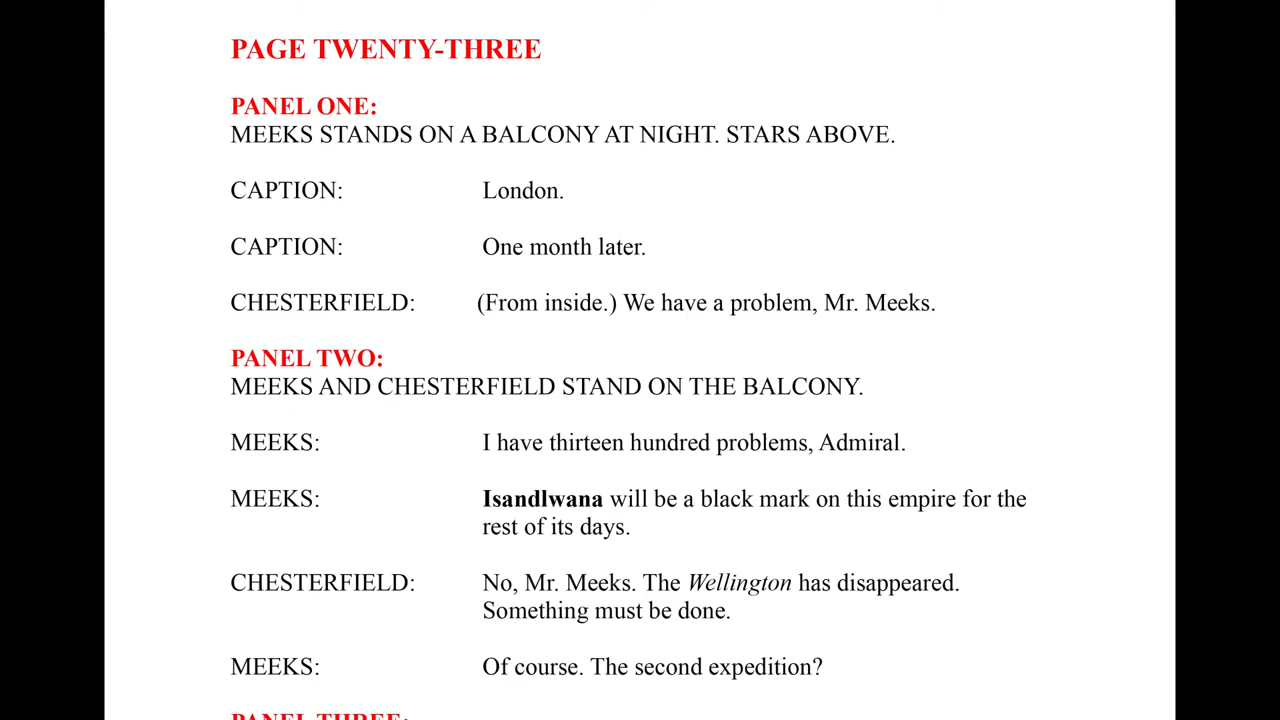 PAGE TWENTY-THREE
PANEL ONE:
MEEKS STANDS ON A BALCONY AT NIGHT. STARS ABOVE.
CAPTION: London.
CAPTION: One month later.
CHESTERFIELD: (From inside.) We have a problem, Mr. Meeks.
PANEL TWO:
MEEKS AND CHESTERFIELD STAND ON THE BALCONY.
MEEKS: I have thirteen hundred problems, Admiral.
MEEKS: Isandlwana will be a black mark on this empire for the
rest of its days.
CHESTERFIELD: No, Mr. Meeks. The Wellington has disappeared.
Something must be done.
MEEKS: Of course. The second expedition?
PANEL THREE: